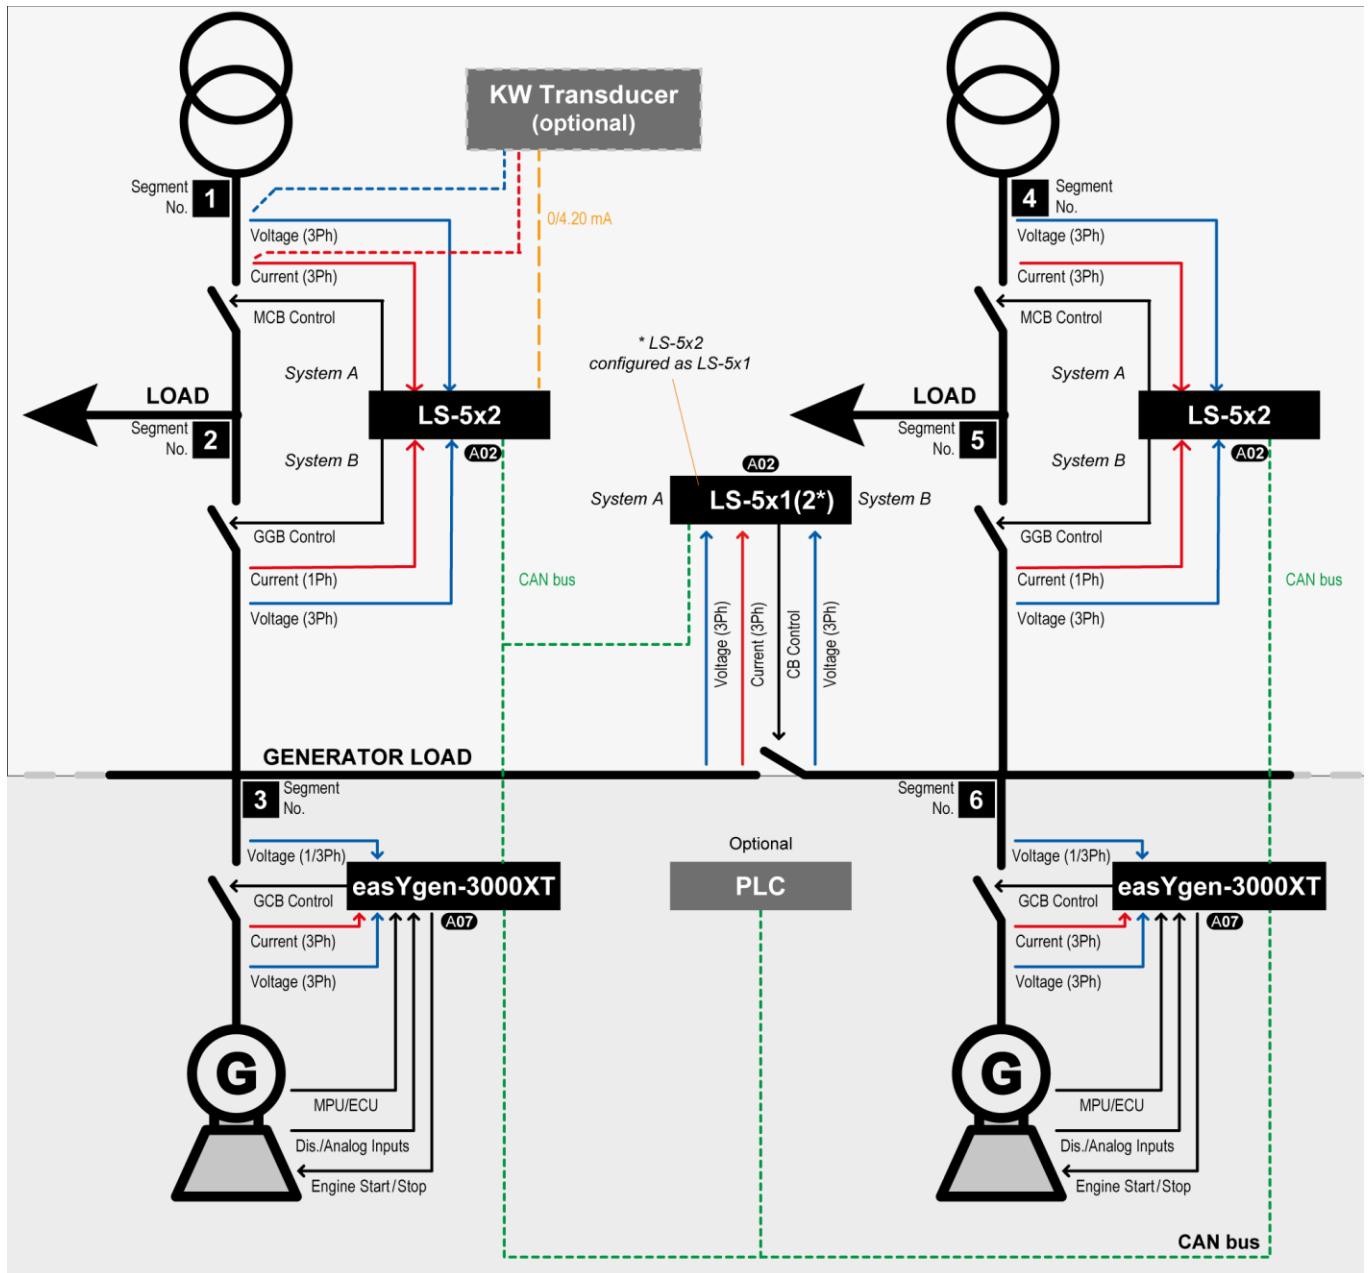 KW Transducer
(optional)
Segment
No.
1
Voltage (3Ph)
Current (3Ph)
MCB Control
0/4.20 mA
4
Segment
No.
Voltage (3Ph)
Current (3Ph)
MCB Control
* LS-5x2
configured as LS-5x1
System A
LOAD
LS-5x2
A02
Segment
No.
2
System B
GGB Control
Current (1Ph)
Voltage (3Ph)
CAN bus
A02
System A
LS-5x1(2*)
System B
Voltage (3Ph)
Current (3Ph)
CB Control
Voltage (3Ph)
System A
LOAD
LS-5x2
A02
Segment
No.
5
System B
GGB Control
Current (1Ph)
Voltage (3Ph)
CAN bus
GENERATOR LOAD
3
Segment
No.
Segment
No.
6
Voltage (1/3Ph)
easYgen-3000XT
GCB Control
A07
Current (3Ph)
Voltage (3Ph)
Optional
PLC
Voltage (1/3Ph)
easYgen-3000XT
GCB Control
A07
Current (3Ph)
Voltage (3Ph)
G
MPU/ECU
Dis./Analog Inputs
Engine Start/Stop
G
MPU/ECU
Dis./Analog Inputs
Engine Start/Stop
CAN bus